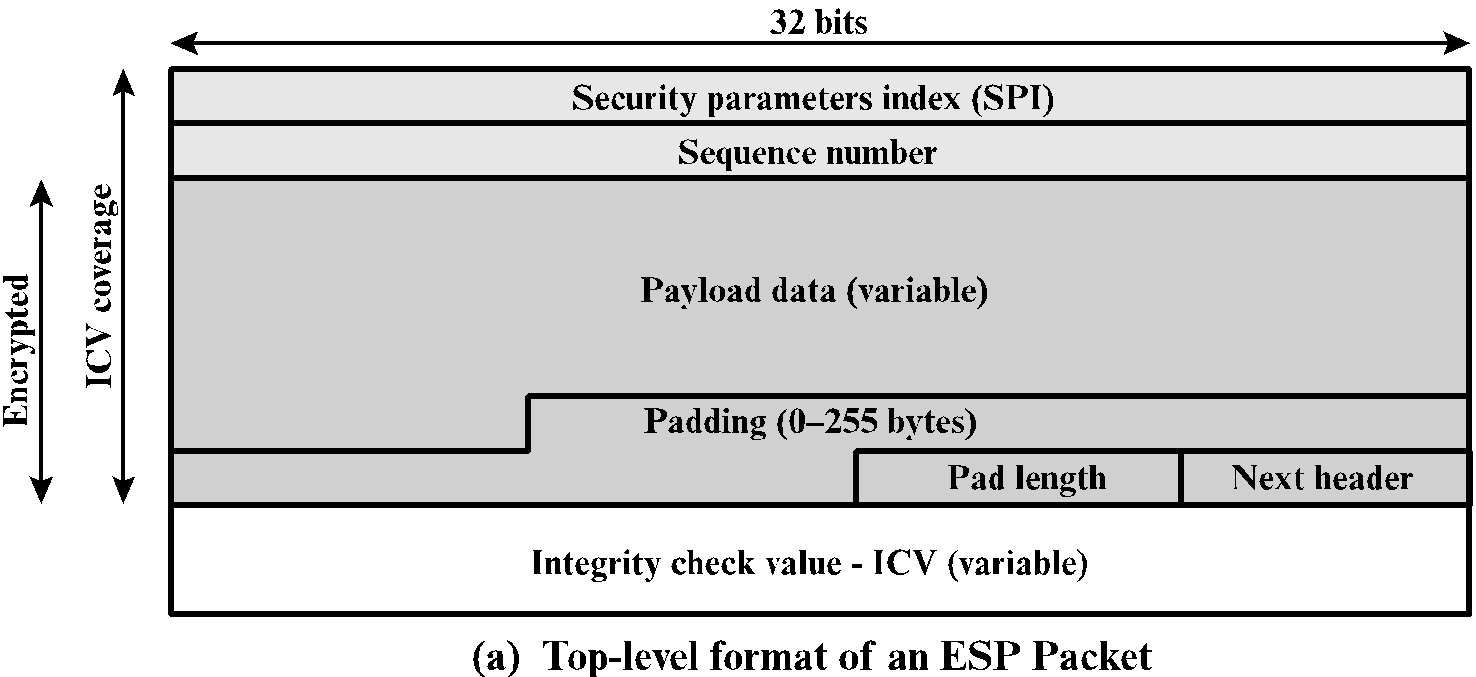 32 bits
Security parameters index (SPI)
Sequence number
Encrypted
ICV coverage
Payload data (variable)
Padding (0–255 bytes)
Pad length
Next header
Integrity check value - ICV (variable)
(a) Top-level format of an ESP Packet